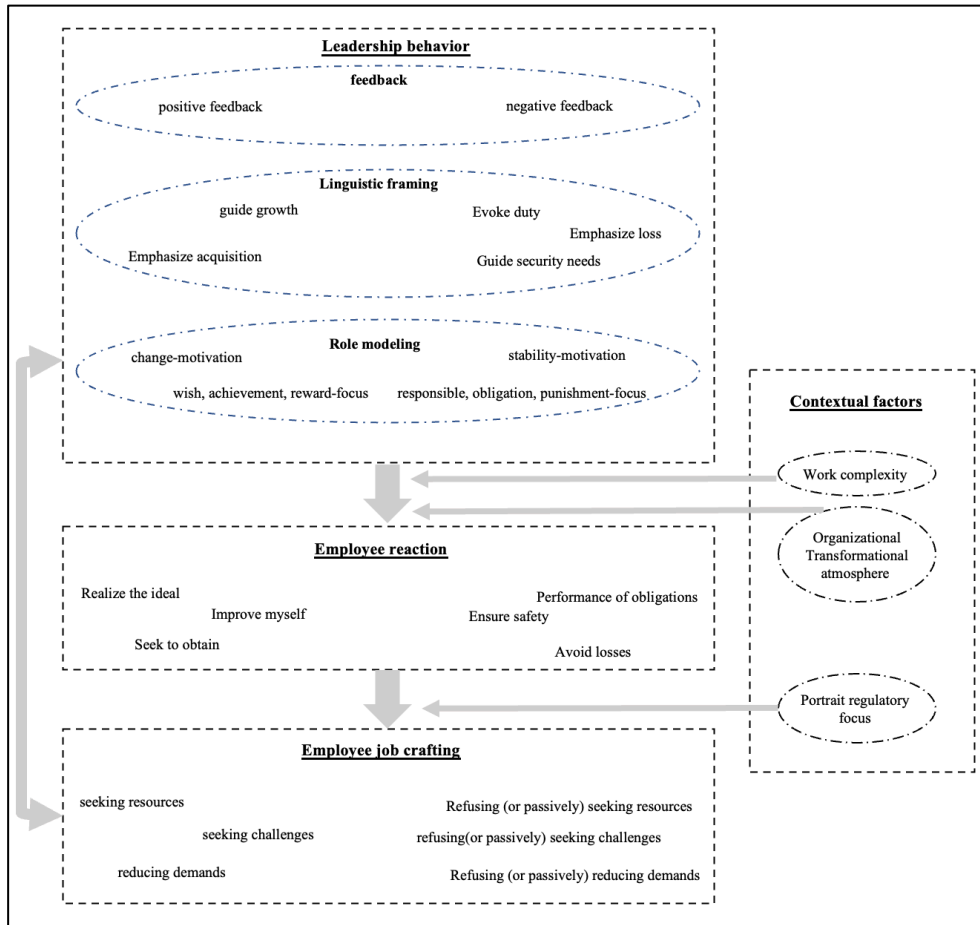 Leadership behavior
feedback
positive feedback
negative feedback
Linguistic framing
guide growth
Evoke duty
Emphasize loss
Emphasize acquisition
Guide security needs
Role modeling
change-motivation
stability-motivation
wish, achievement, reward-focus
responsible, obligation, punishment-focus
Contextual factors
Work complexity
Organizational
Transformational
atmosphere
Portrait regulatory
focus
Employee reaction
Realize the ideal
Performance of obligations
Improve myself
Ensure safety
Seek to obtain
Avoid losses
Employee job crafting
seeking resources
Refusing (or passively) seeking resources
seeking challenges
refusing(or passively) seeking challenges
reducing demands
Refusing (or passively) reducing demands